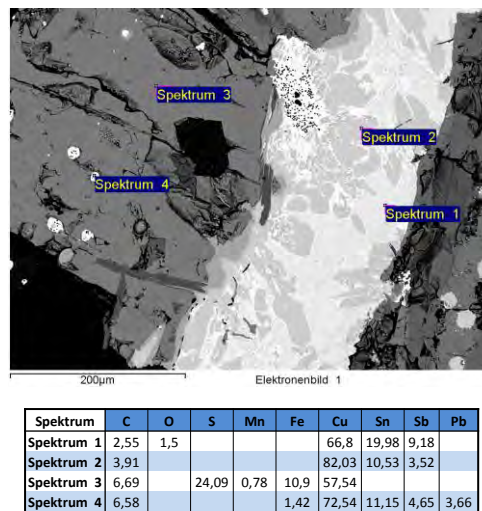 Spektrum 3
Spektrum 2
Spektrum 4
Spektrum 1
200µm Elektronenbild 1
Spektrum C O S Mn Fe Cu Sn Sb Pb
Spektrum 1 2,55 1,5 66,8 19,98 9,18
Spektrum 2 3,91 82,03 10,53 3,52
Spektrum 3 6,69 24,09 0,78 10,9 57,54
Spektrum 4 6,58 1,42 72,54 11,15 4,65 3,66